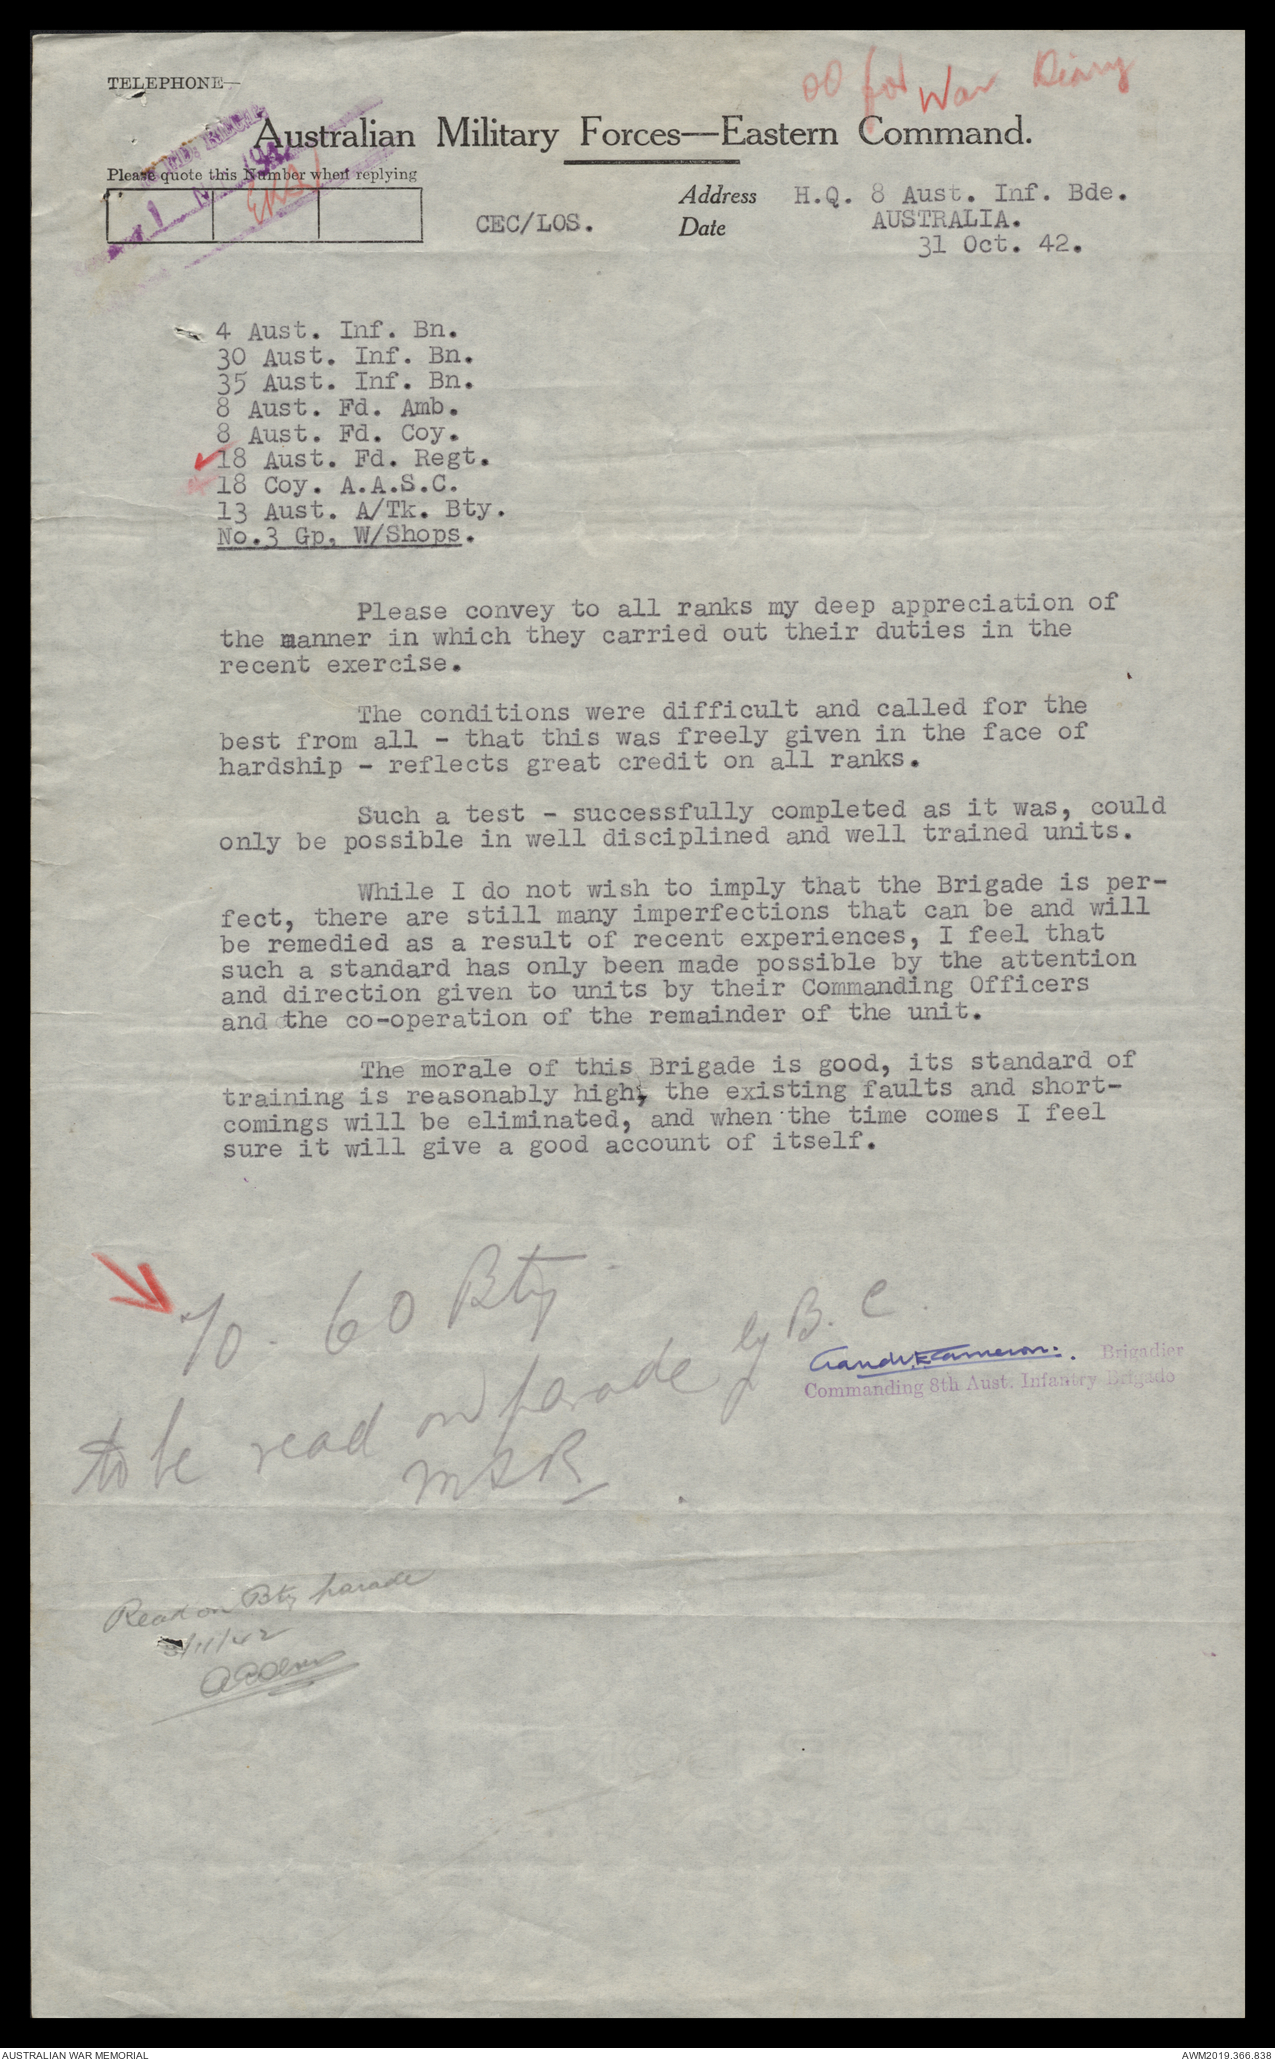 TELEPHONE—
for War Diary
Australian Military Forces—Eastern Command.
Please quote this Number when replying
Address H.Q. 8 Aust. Inf. Bde.
CEC/LOS. Date AUSTRALIA.
31 Oct. 42.
4 Aust. Inf. Bn.
30 Aust. Inf. Bn.
35 Aust. Inf. Bn.
8 Aust. Fd. Amb.
8 Aust. Fd. Coy.
18 Aust. Fd. Regt.
18 Coy. A.A.S.C.
13 Aust. A/Tk. Bty.
No.3 Gp, W/Shops.
Please convey to all ranks my deep appreciation of
the manner in which they carried out their duties in the
recent exercise.
The conditions were difficult and called for the
best from all - that this was freely given in the face of
hardship - reflects great credit on all ranks.
Such a test - successfully completed as it was, could
only be possible in well disciplined and well trained units.
While I do not wish to imply that the Brigade is per-
fect, there are still many imperfections that can be and will
be remedied as a result of recent experiences, I feel that
such a standard has only been made possible by the attention
and direction given to units by their Commanding Officers
and the co-operation of the remainder of the unit.
The morale of this Brigade is good, its standard of
training is reasonably high, the existing faults and short-
comings will be eliminated, and when the time comes I feel
sure it will give a good account of itself.
60 Bty
to be read on parade by B.C.
MSR
Brigadier
Commanding 8th Aust. Infantry Brigade
Read on Bty parade
/11/42
AUSTRALIAN WAR MEMORIAL
AWM2019.366.838